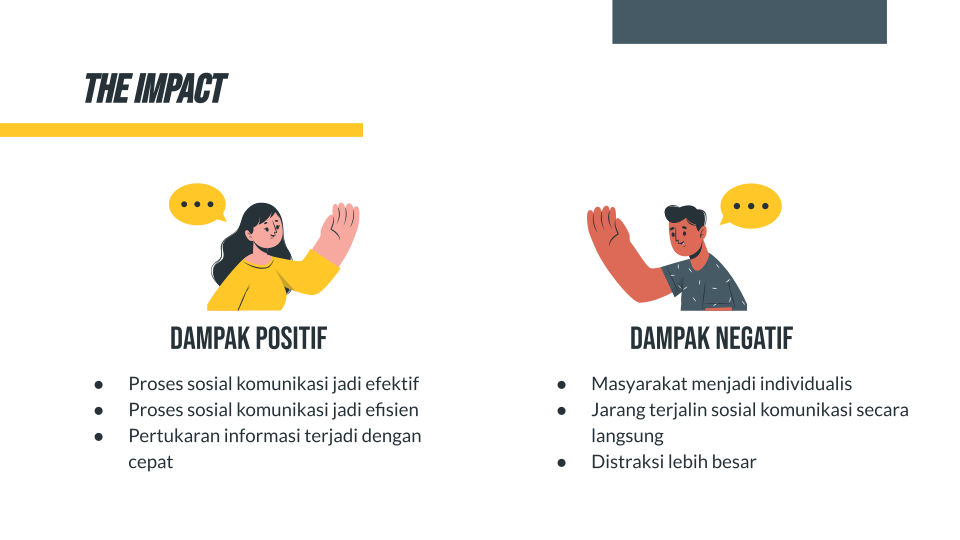 THE IMPACT
DAMPAK POSITIF
● Proses sosial komunikasi jadi efektif
● Proses sosial komunikasi jadi efisien
● Pertukaran informasi terjadi dengan
cepat
DAMPAK NEGATIF
● Masyarakat menjadi individualis
● Jarang terjalin sosial komunikasi secara
langsung
● Distraksi lebih besar